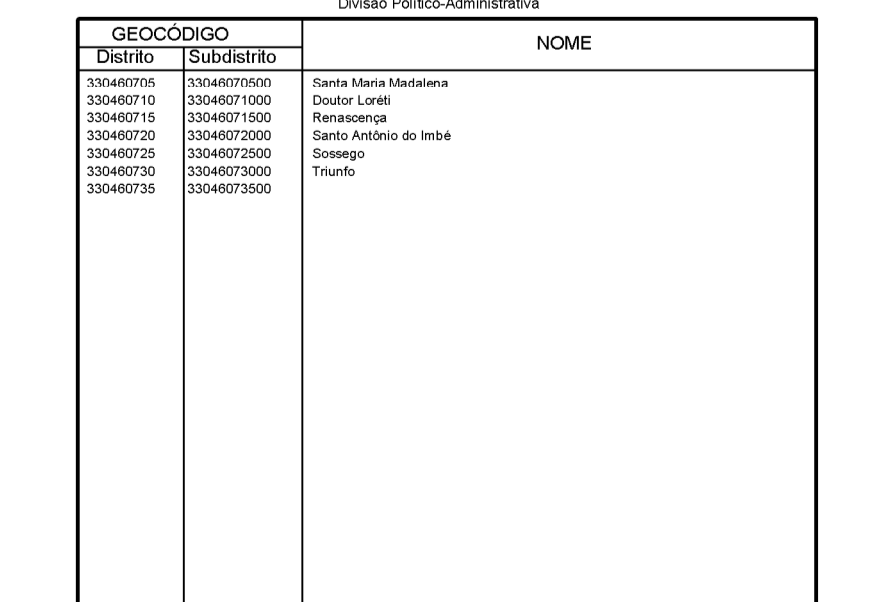 Divisão Político-Administrativa
GEOCÓDIGO
NOME
Distrito Subdistrito
330460705 33046070500 Santa Maria Madalena
330460710 33046071000 Doutor Loréti
330460715 33046071500 Renascença
330460720 33046072000 Santo Antônio do Imbé
330460725 33046072500 Sossego
330460730 33046073000 Triunfo
330460735 33046073500